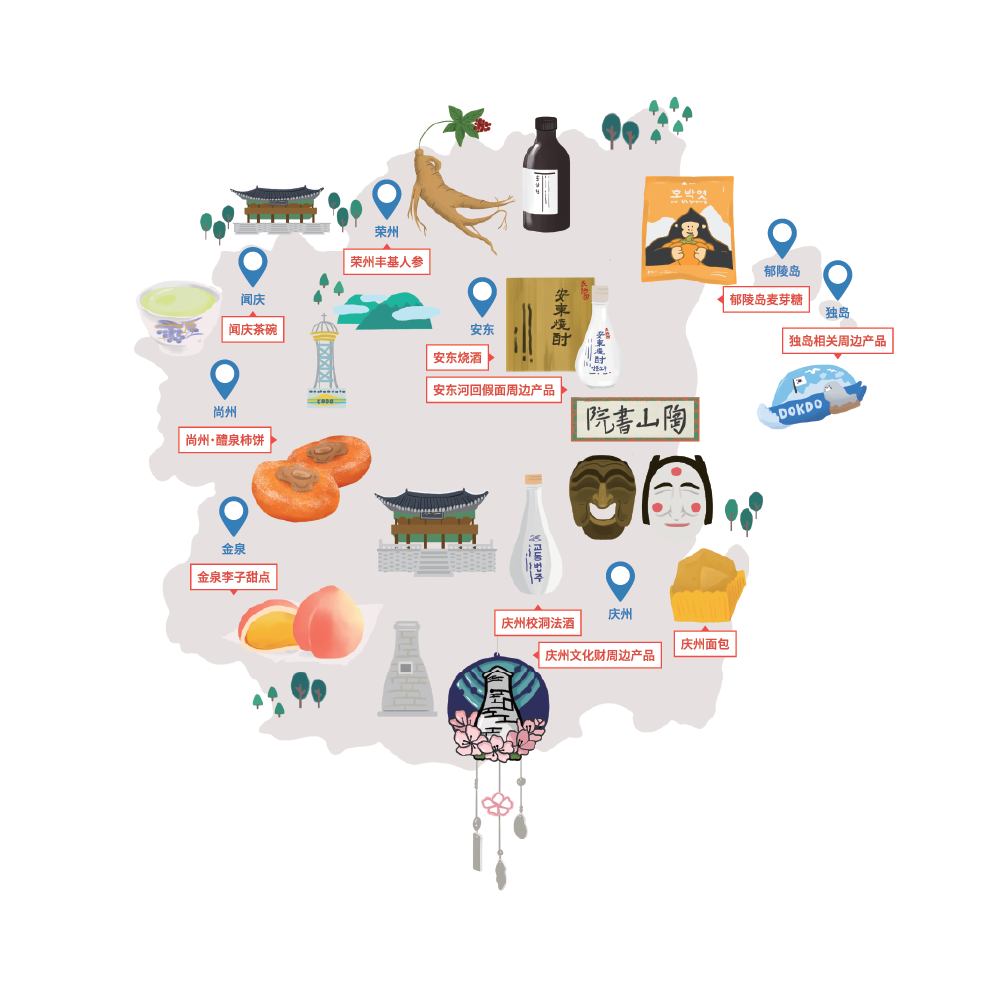 호박엿
荣州
荣州丰基人参
郁陵岛
郁陵岛麦芽糖
独岛
独岛相关周边产品
DOKDO
闻庆
闻庆茶碗
安东
安東燒酎
安東燒酎
安东烧酒
安东河回假面周边产品
尚州
尚州·醴泉柿饼
院書山陶
金泉
金泉李子甜点
교동법주
庆州
庆州校洞法酒
庆州文化财周边产品
庆州面包